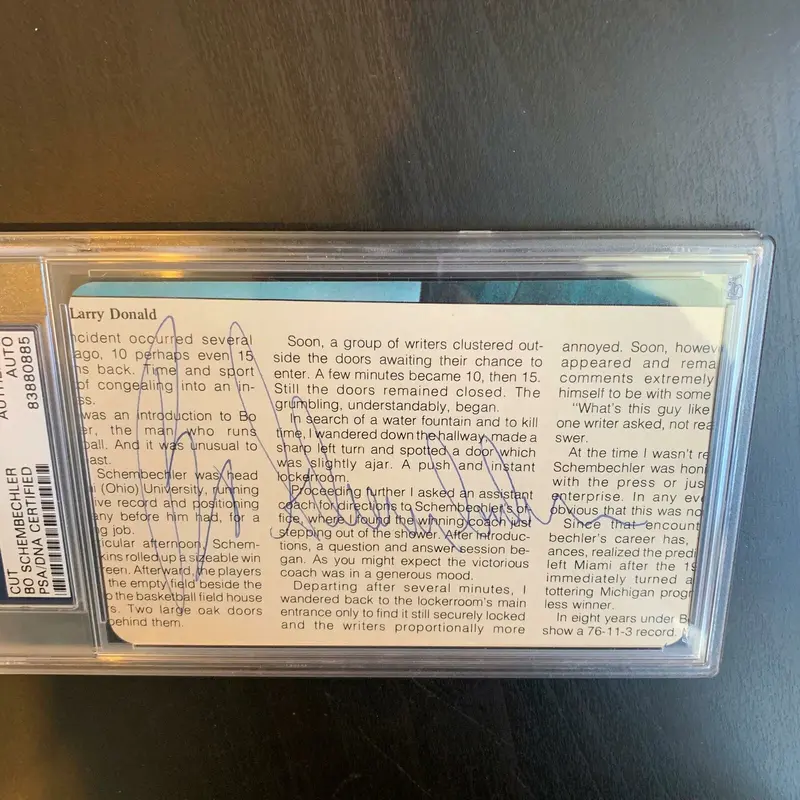 AUTHE
AUTO
83880885
CUT
BO SCHEMBECHLER
PSA/DNA CERTIFIED
Larry Donald
ncident occurred several
ago, 10 perhaps even 15
ns back. Time and sport
of congealing into an in-
ss.
was an introduction to Bo
er, the man who runs
ball. And it was unusual to
ast.
Schembechler was head
i (Ohio) University, winning
ive record and positioning
any before him had, for a
g job.
icular afternoon, Schem-
kins rolled up a sizeable win
reen. Afterward, the players
the empty field beside the
o the basketball field house
s. Two large oak doors
behind them.
Soon, a group of writers clustered out-
side the doors awaiting their chance to
enter. A few minutes became 10, then 15.
Still the doors remained closed. The
grumbling, understandably, began.
In search of a water fountain and to kill
time, I wandered down the hallway, made a
sharp left turn and spotted a door which
was slightly ajar. A push and instant
lockerroom.
Proceeding further I asked an assistant
coach for directions to Schembechler's of-
fice, where I found the winning coach just
stepping out of the shower. After introduc-
tions, a question and answer session be-
gan. As you might expect the victorious
coach was in a generous mood.
Departing after several minutes, I
wandered back to the lockerroom's main
entrance only to find it still securely locked
and the writers proportionally more
annoyed. Soon, howev
appeared and rema
comments extremely
himself to be with some
"What's this guy like
one writer asked, not rea
swer.
At the time I wasn't re
Schembechler was hon
with the press or jus
enterprise. In any eve
obvious that this was no
Since encount
bechler's career has,
ances, realized the predi
left Miami after the 19
immediately turned a
tottering Michigan progr
less winner.
In eight years under B
show a 76-11-3 record.
Bo Schembechler